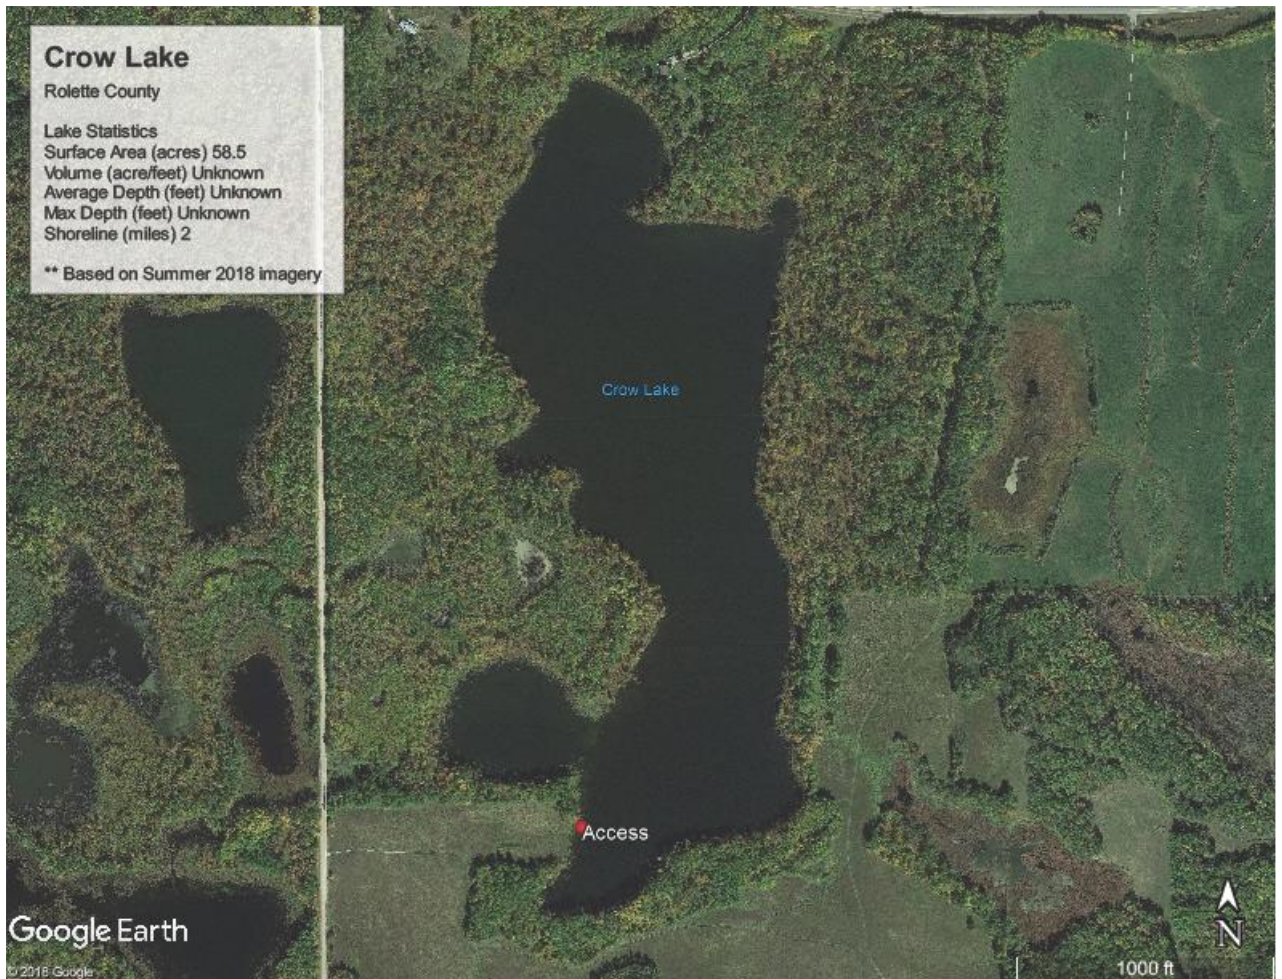 Crow Lake
Rolette County
Lake Statistics
Surface Area (acres) 58.5
Volume (acre/feet) Unknown
Average Depth (feet) Unknown
Max Depth (feet) Unknown
Shoreline (miles) 2
** Based on Summer 2018 imagery
Crow Lake
Access
Google Earth
© 2018 Google
N
1000 ft